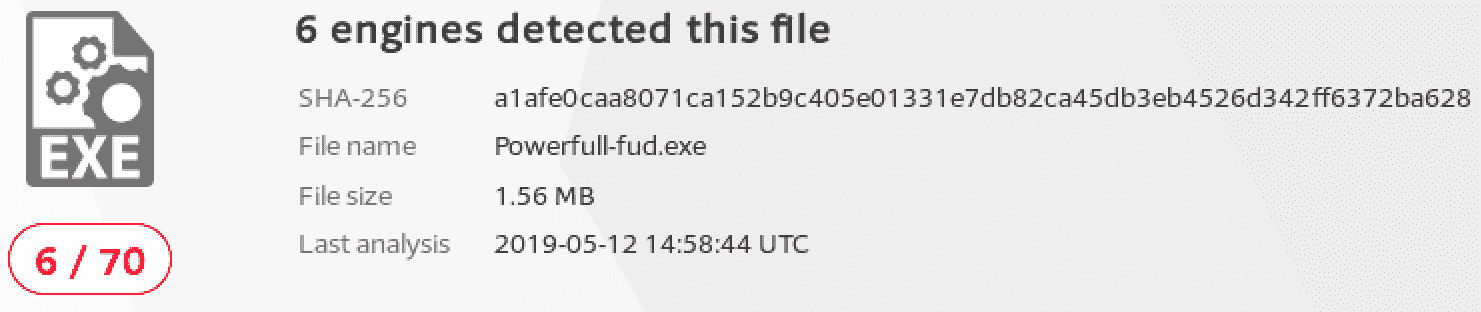 6 engines detected this file
SHA-256 a1afe0caa8071ca152b9c405e01331e7db82ca45db3eb4526d342ff6372ba628
File name Powerfull-fud.exe
EXE
File size 1.56 MB
Last analysis 2019-05-12 14:58:44 UTC
6 / 70